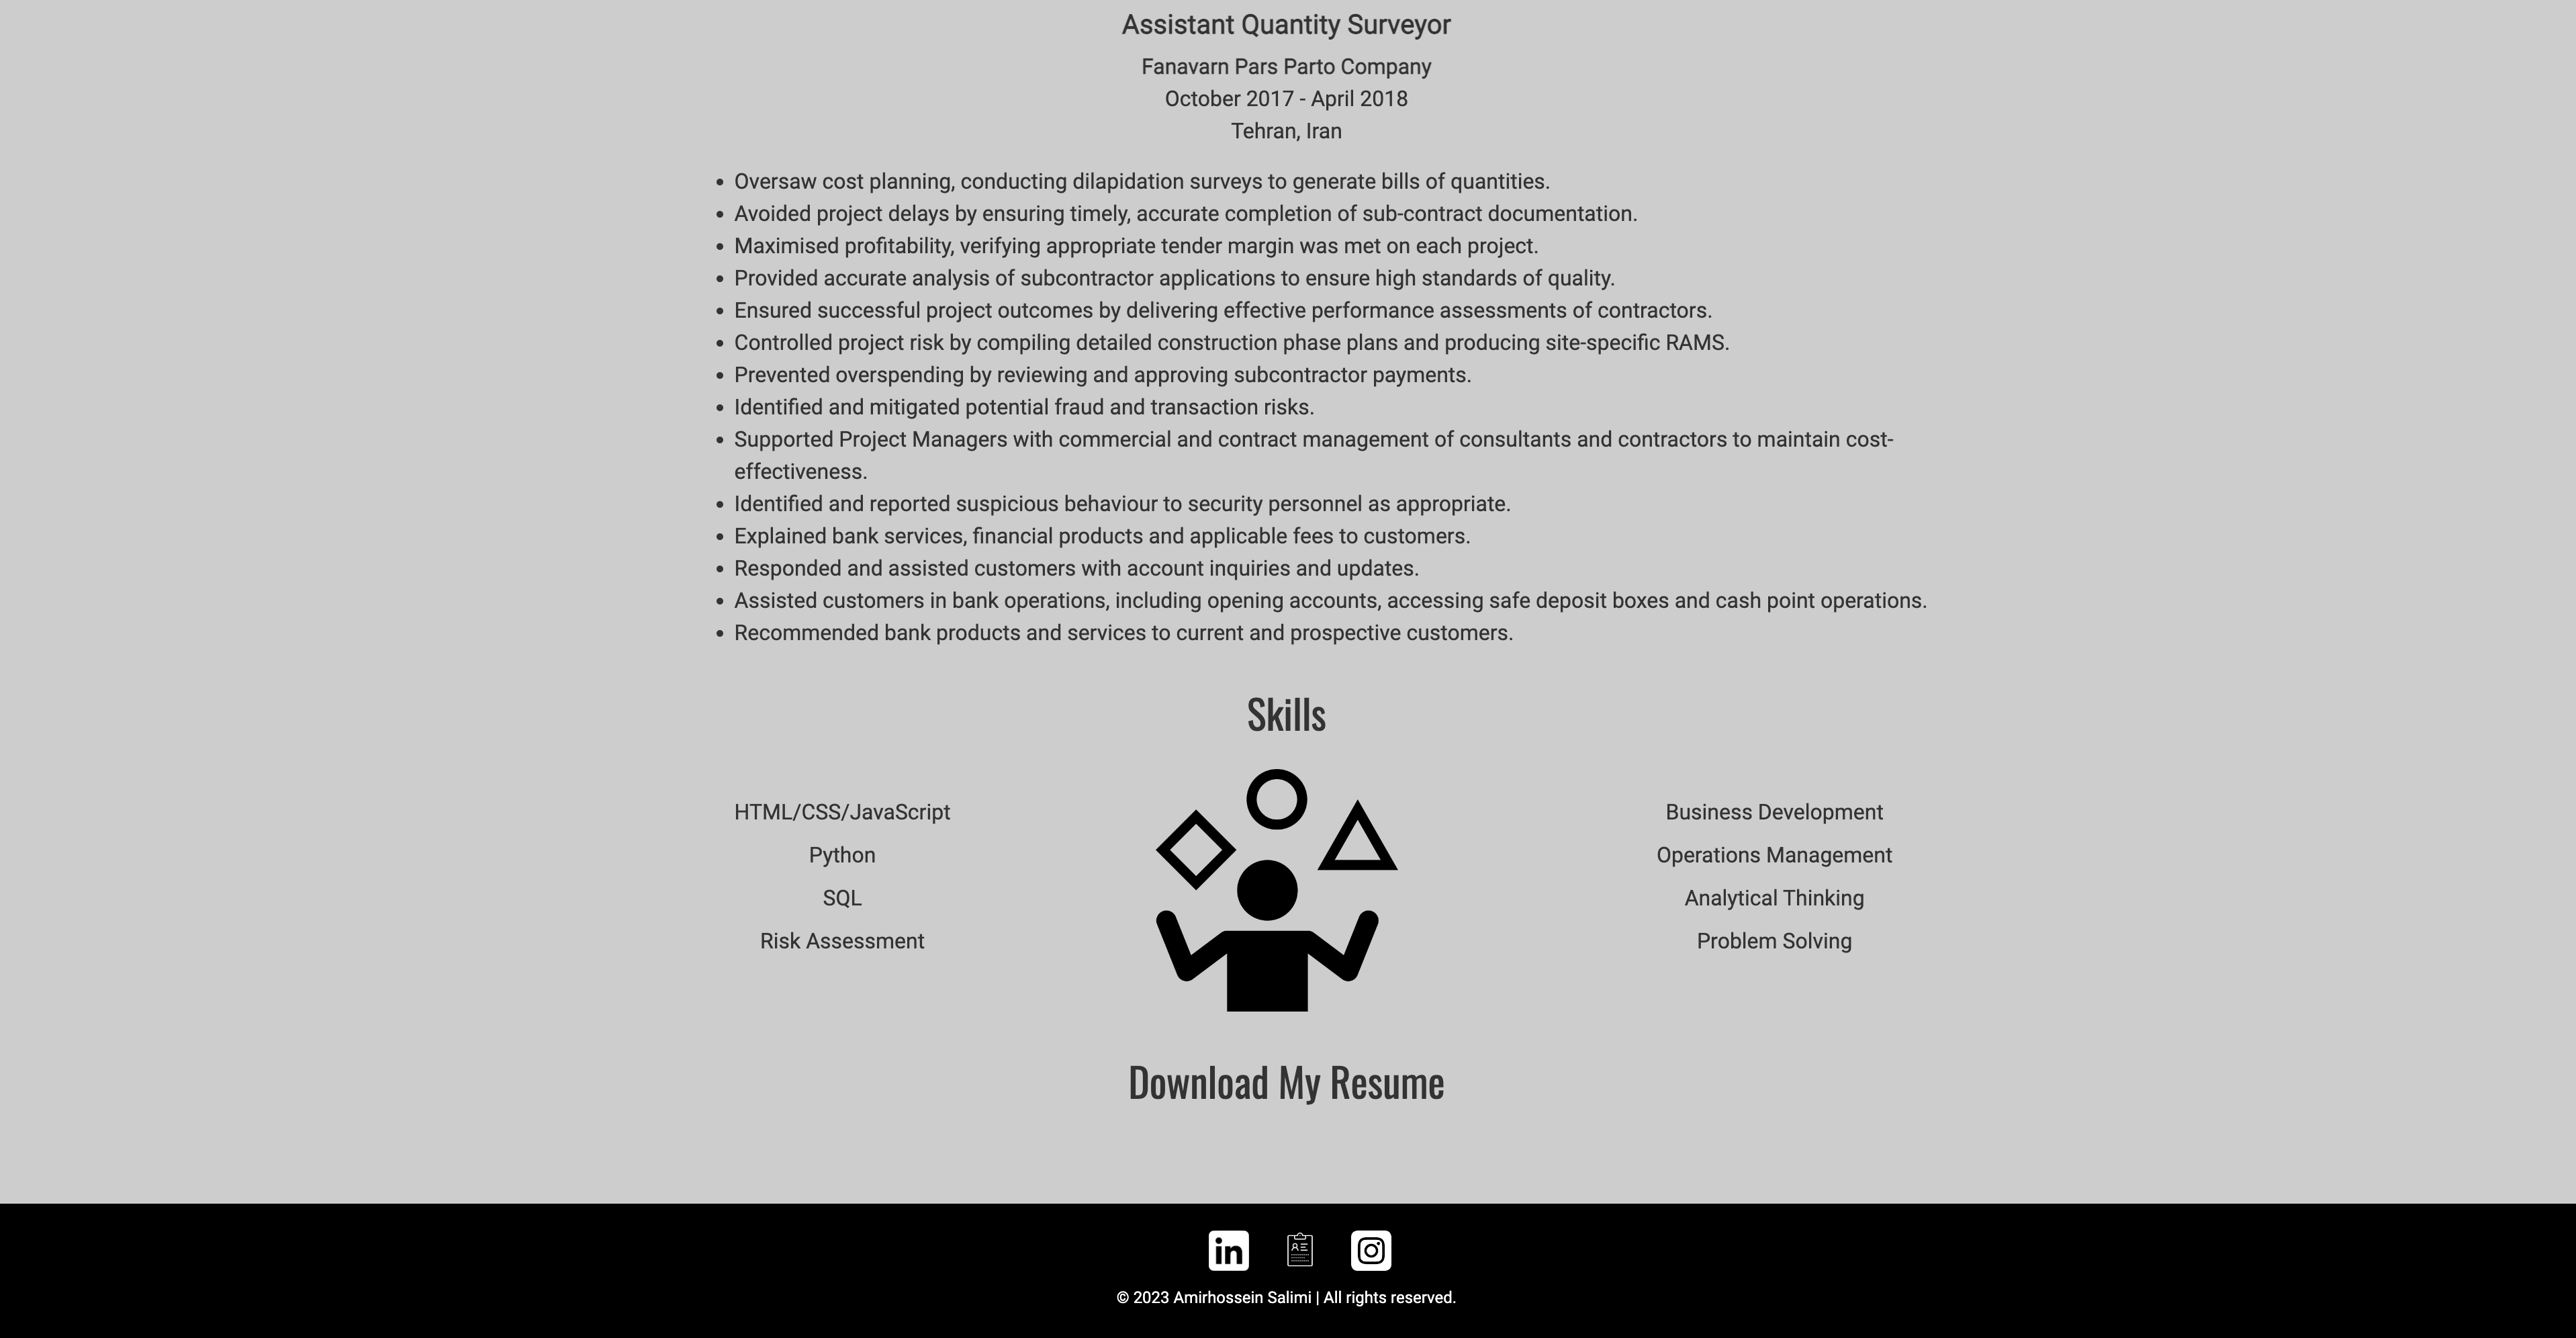 Assistant Quantity Surveyor
Fanavarn Pars Parto Company
October 2017 - April 2018
Tehran, Iran
• Oversaw cost planning, conducting dilapidation surveys to generate bills of quantities.
• Avoided project delays by ensuring timely, accurate completion of sub-contract documentation.
• Maximised profitability, verifying appropriate tender margin was met on each project.
• Provided accurate analysis of subcontractor applications to ensure high standards of quality.
• Ensured successful project outcomes by delivering effective performance assessments of contractors.
• Controlled project risk by compiling detailed construction phase plans and producing site-specific RAMS.
• Prevented overspending by reviewing and approving subcontractor payments.
• Identified and mitigated potential fraud and transaction risks.
• Supported Project Managers with commercial and contract management of consultants and contractors to maintain cost-
effectiveness.
• Identified and reported suspicious behaviour to security personnel as appropriate.
• Explained bank services, financial products and applicable fees to customers.
• Responded and assisted customers with account inquiries and updates.
• Assisted customers in bank operations, including opening accounts, accessing safe deposit boxes and cash point operations.
• Recommended bank products and services to current and prospective customers.
Skills
HTML/CSS/JavaScript
Python
SQL
Risk Assessment
Business Development
Operations Management
Analytical Thinking
Problem Solving
Download My Resume
in
© 2023 Amirhossein Salimi | All rights reserved.